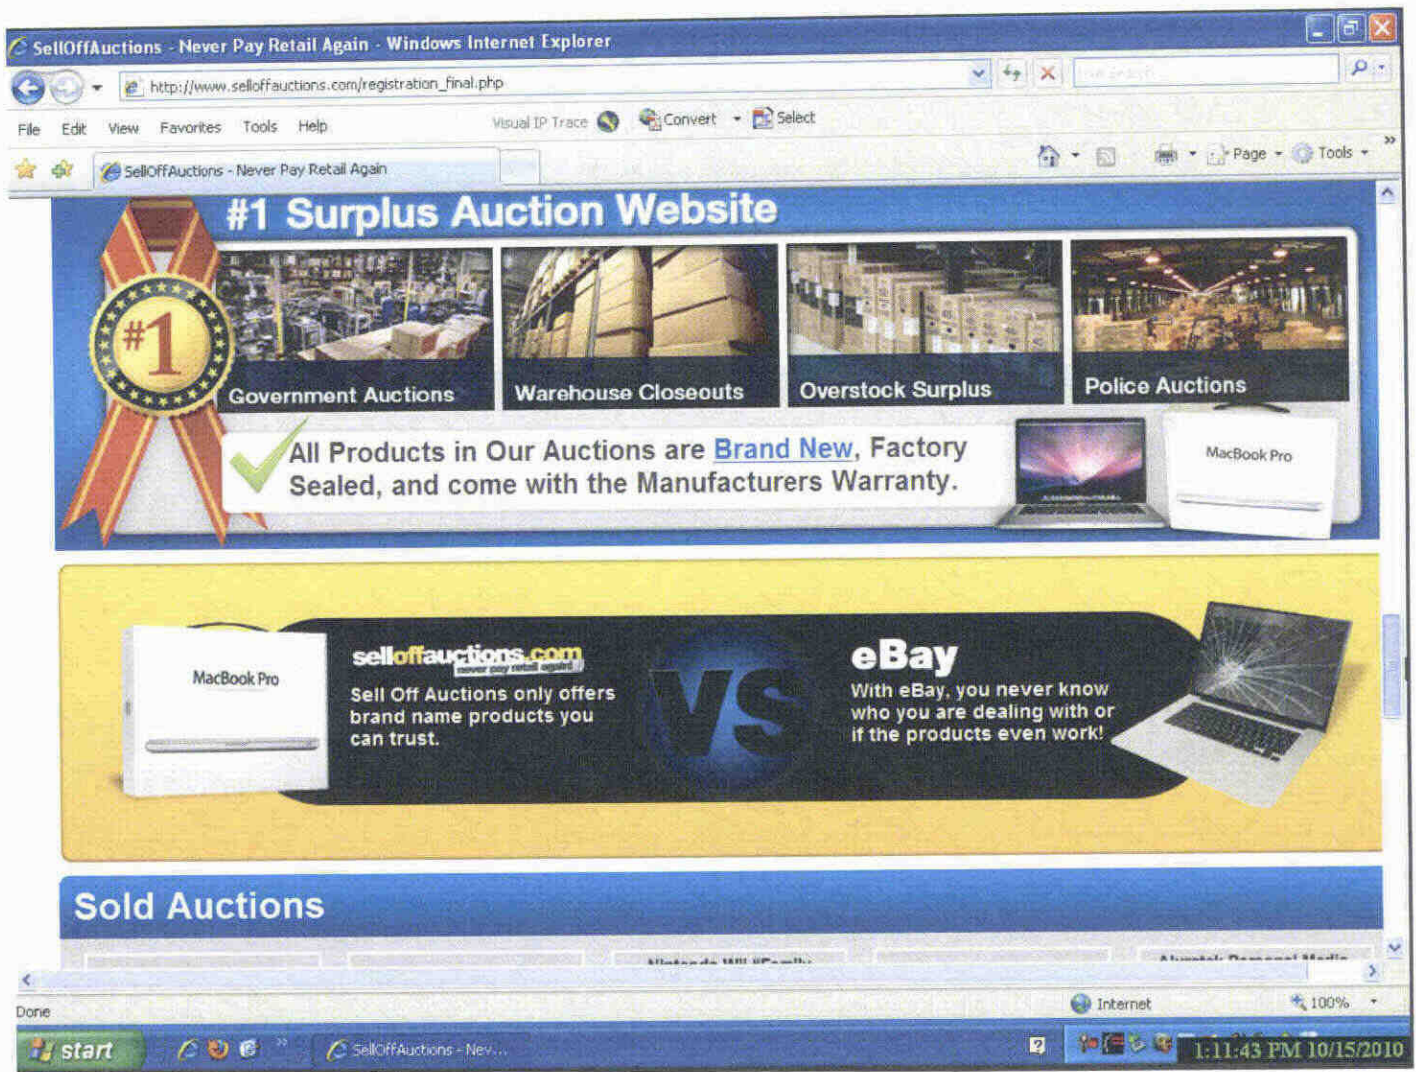 SellOffAuctions - Never Pay Retail Again - Windows Internet Explorer
http://www.selloffauctions.com/registration_final.php
File Edit View Favorites Tools Help Visual IP Trace Convert Select
SellOffAuctions - Never Pay Retail Again Page Tools
#1 Surplus Auction Website
#1
Government Auctions Warehouse Closeouts Overstock Surplus Police Auctions
All Products in Our Auctions are Brand New, Factory
Sealed, and come with the Manufacturers Warranty.
MacBook Pro
MacBook Pro
selloffauctions.com
never pay retail again!
Sell Off Auctions only offers
brand name products you
can trust.
VS
eBay
With eBay, you never know
who you are dealing with or
if the products even work!
Sold Auctions
Nintendo WII "Family
Personal Media
Done Internet 100%
start SellOffAuctions - Nev...
1:11:43 PM 10/15/2010